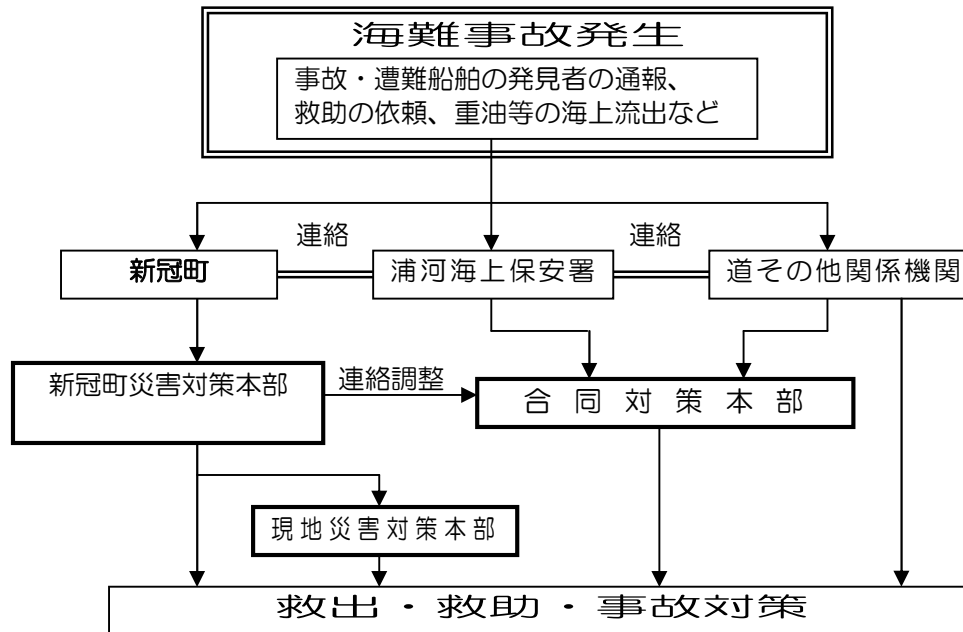 海難事故発生
事故・遭難船舶の発見者の通報、
救助の依頼、重油等の海上流出など
連絡
連絡
新冠町
浦河海上保安署
道その他関係機関
新冠町災害対策本部
連絡調整
合同対策本部
現地災害対策本部
救出・救助・事故対策